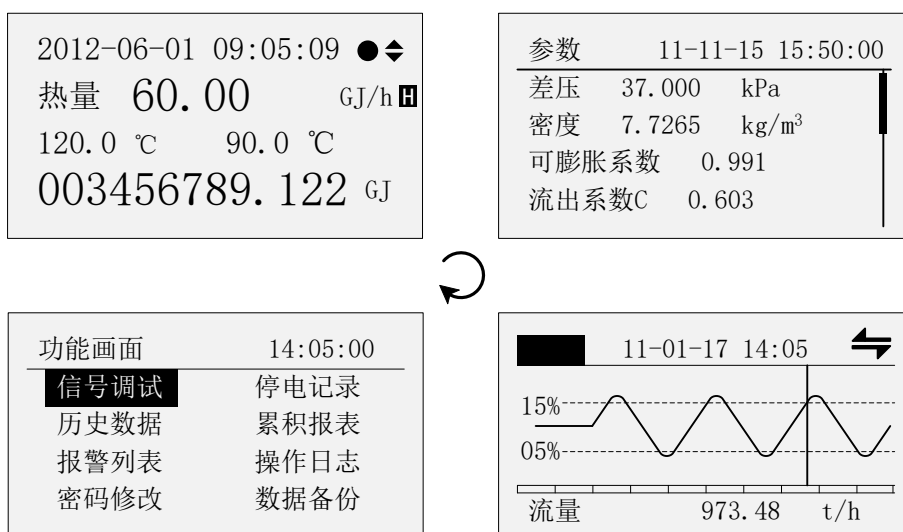 2012-06-01 09:05:09
热量 60.00 GJ/h H
120.0 ℃ 90.0 ℃
003456789.122 GJ
参数 11-11-15 15:50:00
差压 37.000 kPa
密度 7.7265 kg/m³
可膨胀系数 0.991
流出系数C 0.603
功能画面 14:05:00
信号调试 停电记录
历史数据 累积报表
报警列表 操作日志
密码修改 数据备份
11-01-17 14:05
15%
05%
流量 973.48 t/h